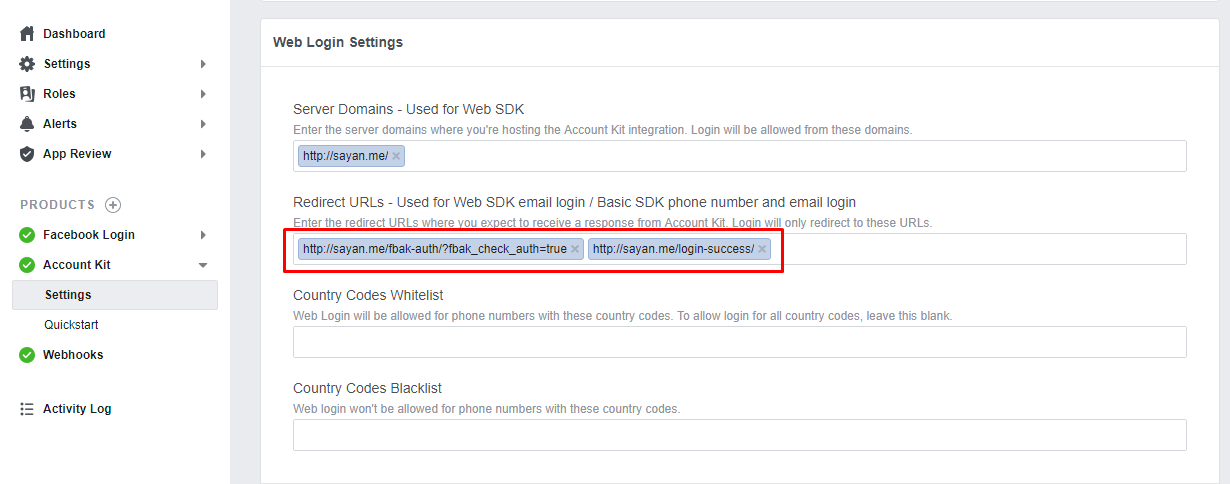 Dashboard
Settings
Roles
Alerts
App Review
PRODUCTS
Facebook Login
Account Kit
Settings
Quickstart
Webhooks
Activity Log
Web Login Settings
Server Domains - Used for Web SDK
Enter the server domains where you're hosting the Account Kit integration. Login will be allowed from these domains.
http://sayan.me/
Redirect URLs - Used for Web SDK email login / Basic SDK phone number and email login
Enter the redirect URLs where you expect to receive a response from Account Kit. Login will only redirect to these URLs.
http://sayan.me/fbak-auth/?fbak_check_auth=true http://sayan.me/login-success/
Country Codes Whitelist
Web Login will be allowed for phone numbers with these country codes. To allow login for all country codes, leave this blank.
Country Codes Blacklist
Web login won't be allowed for phone numbers with these country codes.